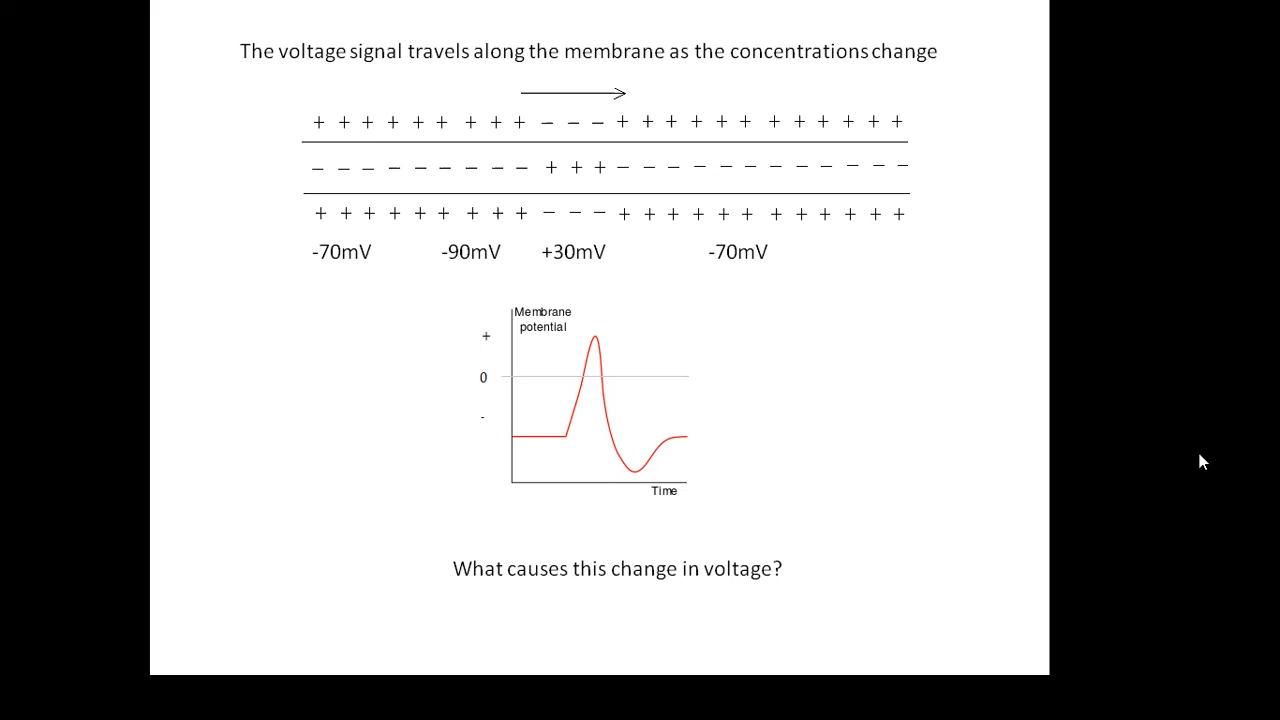 The voltage signal travels along the membrane as the concentrations change
+ + + + + + + + + − − − + + + + + + + + + + + +
− − − − − − − − − + + + − − − − − − − − − − − −
+ + + + + + + + + − − − + + + + + + + + + + + +
-70mV -90mV +30mV -70mV
Membrane
potential
+
0
-
Time
What causes this change in voltage?